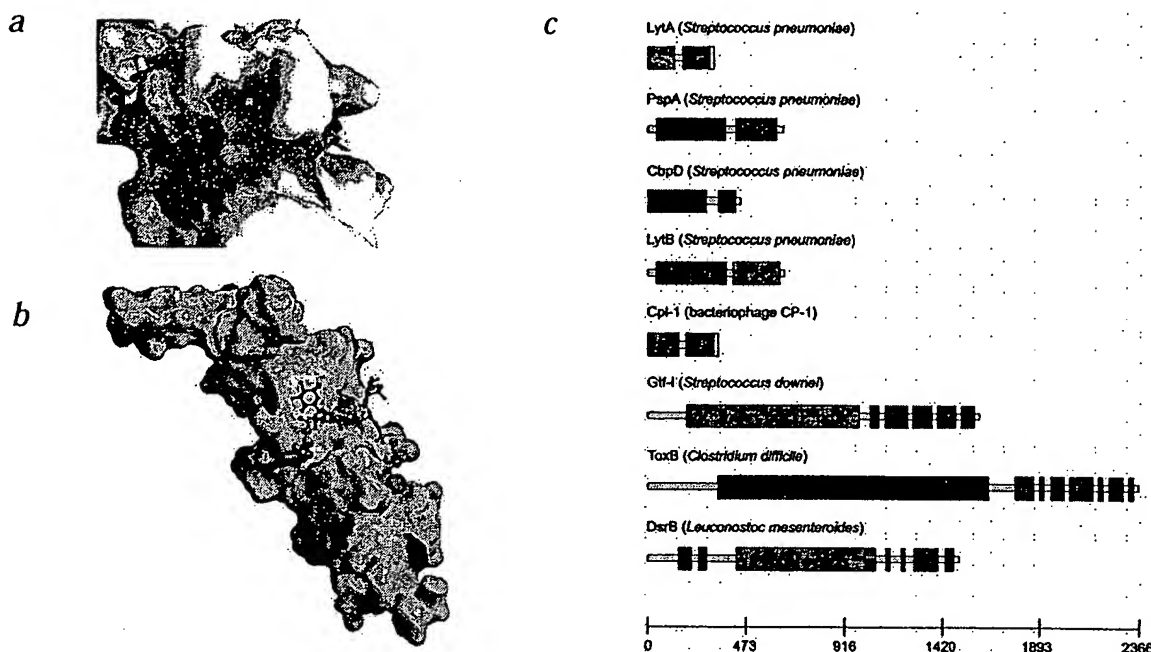 a
b
c
LytA (Streptococcus pneumoniae)
PspA (Streptococcus pneumoniae)
CbpD (Streptococcus pneumoniae)
LytB (Streptococcus pneumoniae)
Cpl-1 (bacteriophage CP-1)
Gtf-I (Streptococcus downei)
ToxB (Clostridium difficile)
DsrB (Leuconostoc mesenteroides)
0 473 916 1420 1893 2366